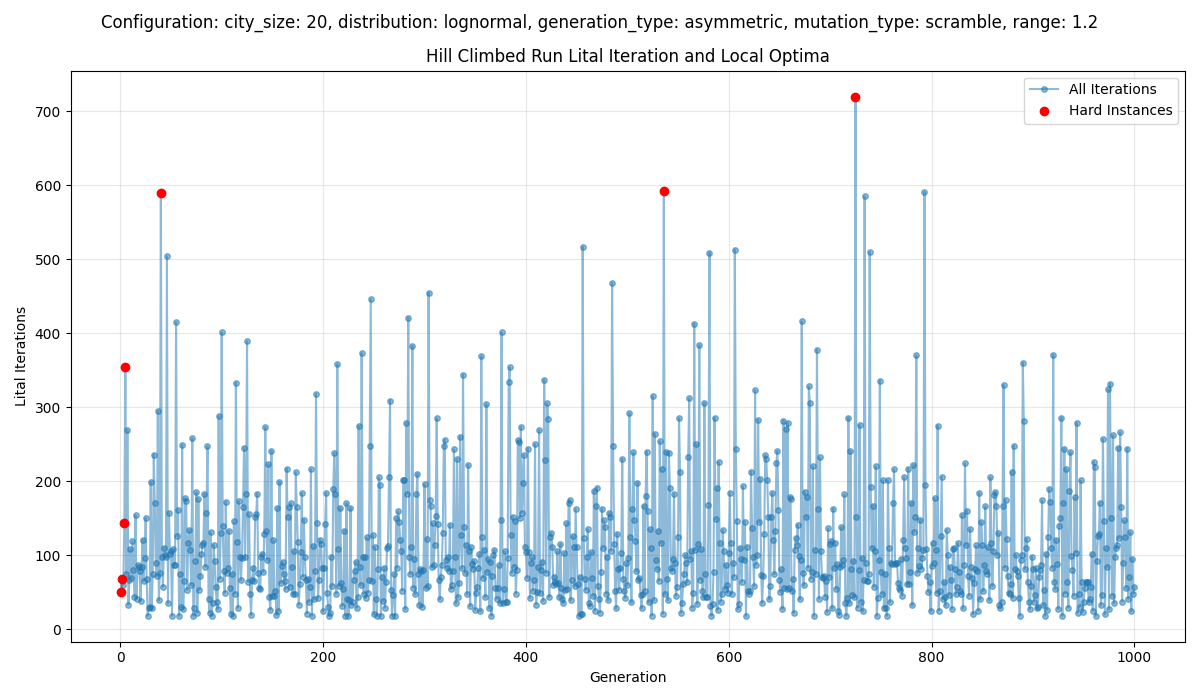 Configuration: city_size: 20, distribution: lognormal, generation_type: asymmetric, mutation_type: scramble, range: 1.2
Hill Climbed Run Lital Iteration and Local Optima
All Iterations
Hard Instances
Lital Iterations
700
600
500
400
300
200
100
0
0 200 400 600 800 1000
Generation